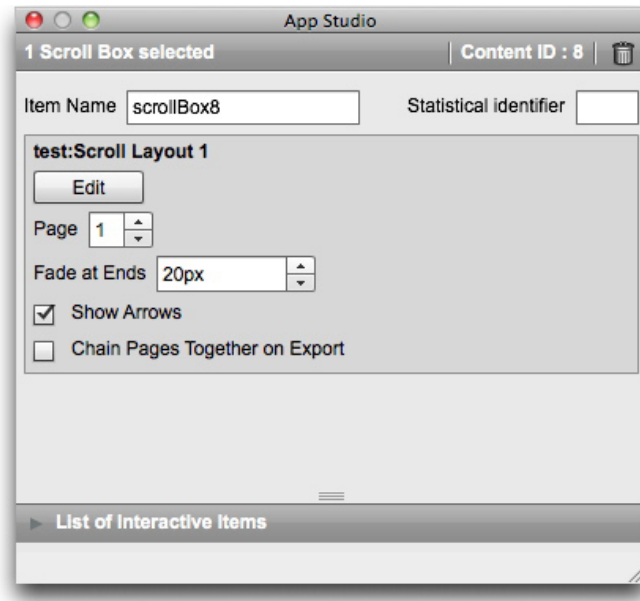 App Studio
1 Scroll Box selected Content ID : 8
Item Name scrollBox8 Statistical identifier
test:Scroll Layout 1
Edit
Page 1
Fade at Ends 20px
Show Arrows
Chain Pages Together on Export
List of Interactive Items